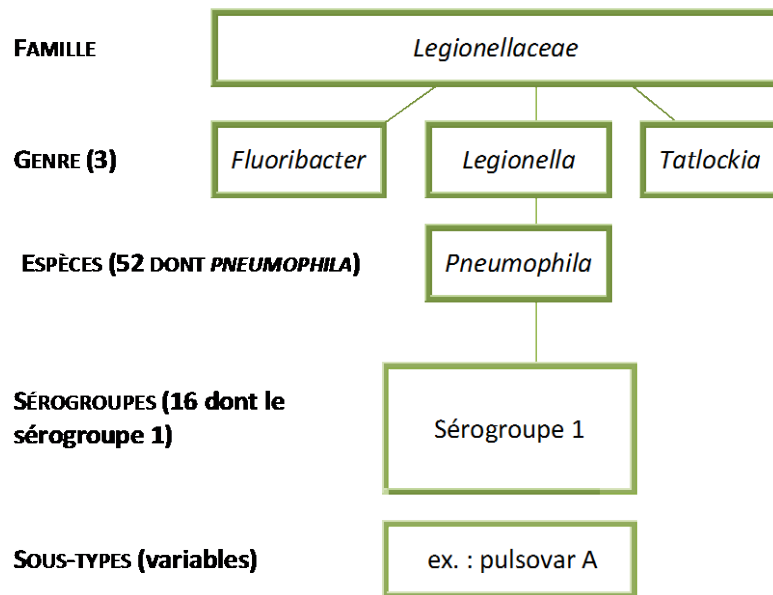 FAMILLE
Legionellaceae
GENRE (3)
Fluoribacter
Legionella
Tatlockia
ESPÈCES (52 DONT PNEUMOPHILA)
Pneumophila
SÉROGROUPES (16 dont le
sérogroupe 1)
Sérogroupe 1
SOUS-TYPES (variables)
ex. : pulsovar A